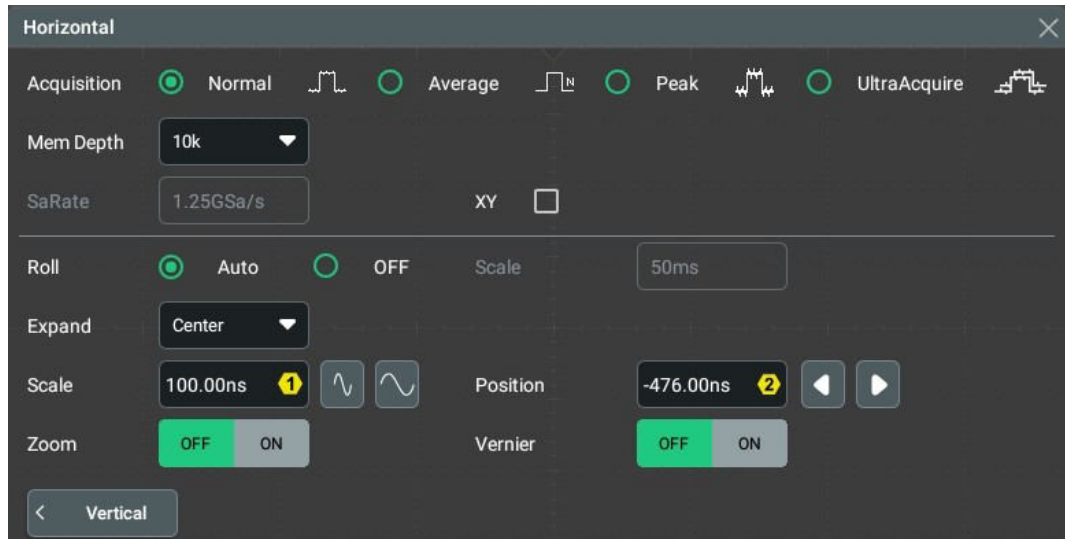 Horizontal
Acquisition Normal Average N Peak UltraAcquire
Mem Depth 10k
SaRate 1.25GSa/s XY
Roll Auto OFF Scale 50ms
Expand Center
Scale 100.00ns 1 Position -476.00ns 2
Zoom OFF ON Vernier OFF ON
Vertical